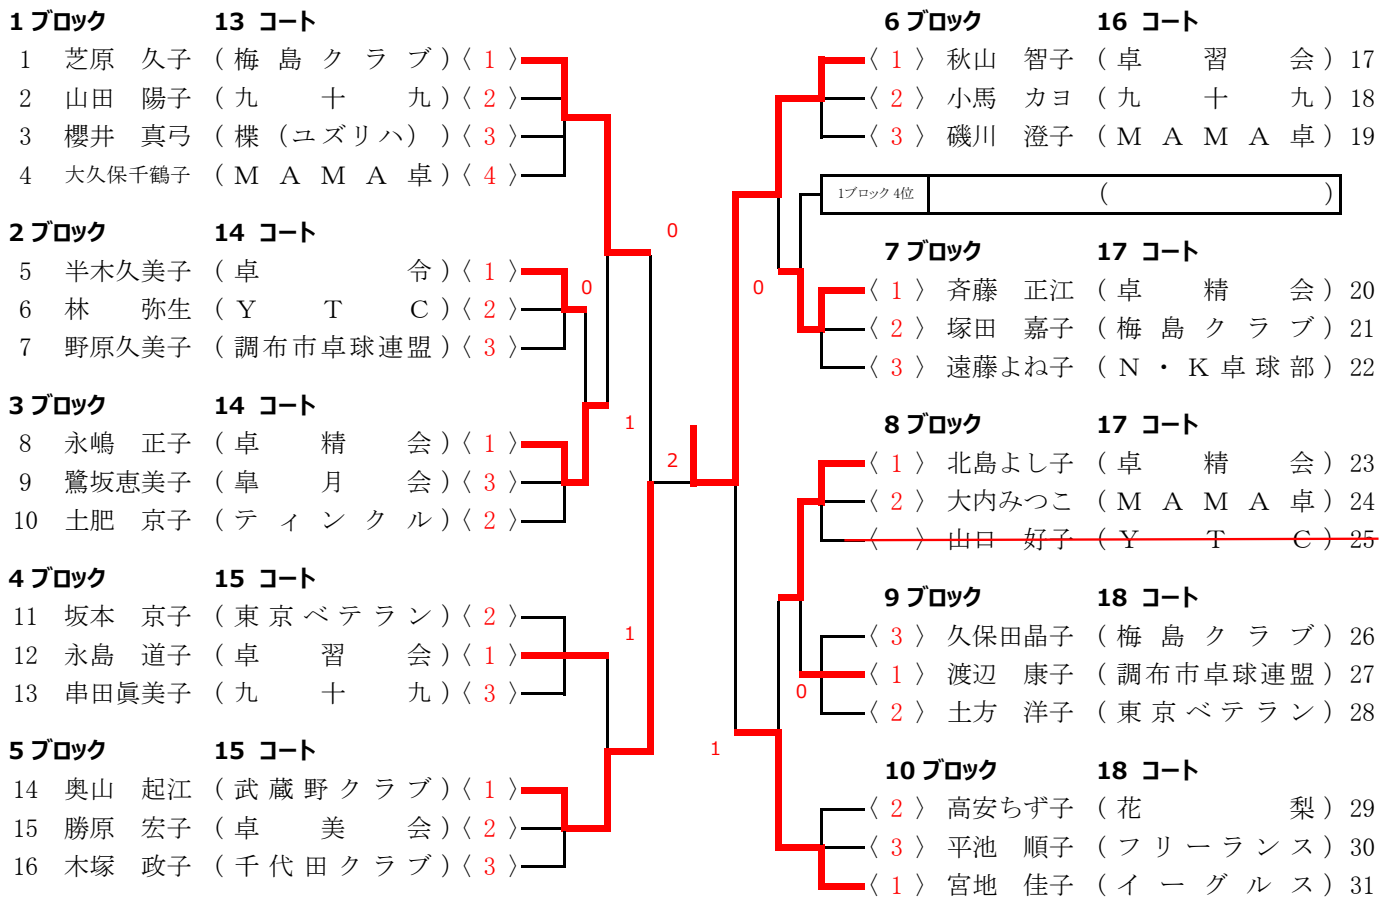 1ブロック 13 コート
1 芝原 久子 (梅島クラブ)〈 1 〉
2 山田 陽子 (九十九)〈 2 〉
3 櫻井 真弓 (楪(ユズリハ))〈 3 〉
4 大久保千鶴子 (MAMA卓)〈 4 〉
2ブロック 14 コート
5 半木久美子 (卓令)〈 1 〉
6 林 弥生 (YTC)〈 2 〉
7 野原久美子 (調布市卓球連盟)〈 3 〉
3ブロック 14 コート
8 永嶋 正子 (卓精会)〈 1 〉
9 鷺坂恵美子 (皐月会)〈 3 〉
10 土肥 京子 (ティンクル)〈 2 〉
4ブロック 15 コート
11 坂本 京子 (東京ベテラン)〈 2 〉
12 永島 道子 (卓習会)〈 1 〉
13 串田眞美子 (九十九)〈 3 〉
5ブロック 15 コート
14 奥山 起江 (武蔵野クラブ)〈 1 〉
15 勝原 宏子 (卓美会)〈 2 〉
16 木塚 政子 (千代田クラブ)〈 3 〉
0
0
1
1
2
0
0
1
6ブロック 16 コート
〈 1 〉 秋山 智子 (卓習会) 17
〈 2 〉 小馬 カヨ (九十九) 18
〈 3 〉 磯川 澄子 (MAMA卓) 19
1ブロック 4位 ( )
7ブロック 17 コート
〈 1 〉 斉藤 正江 (卓精会) 20
〈 2 〉 塚田 嘉子 (梅島クラブ) 21
〈 3 〉 遠藤よね子 (N・K卓球部) 22
8ブロック 17 コート
〈 1 〉 北島よし子 (卓精会) 23
〈 2 〉 大内みつこ (MAMA卓) 24
〈 〉 山口 好子 (YTC) 25
9ブロック 18 コート
〈 3 〉 久保田晶子 (梅島クラブ) 26
〈 1 〉 渡辺 康子 (調布市卓球連盟) 27
〈 2 〉 土方 洋子 (東京ベテラン) 28
10ブロック 18 コート
〈 2 〉 高安ちず子 (花梨) 29
〈 3 〉 平池 順子 (フリーランス) 30
〈 1 〉 宮地 佳子 (イーグルス) 31